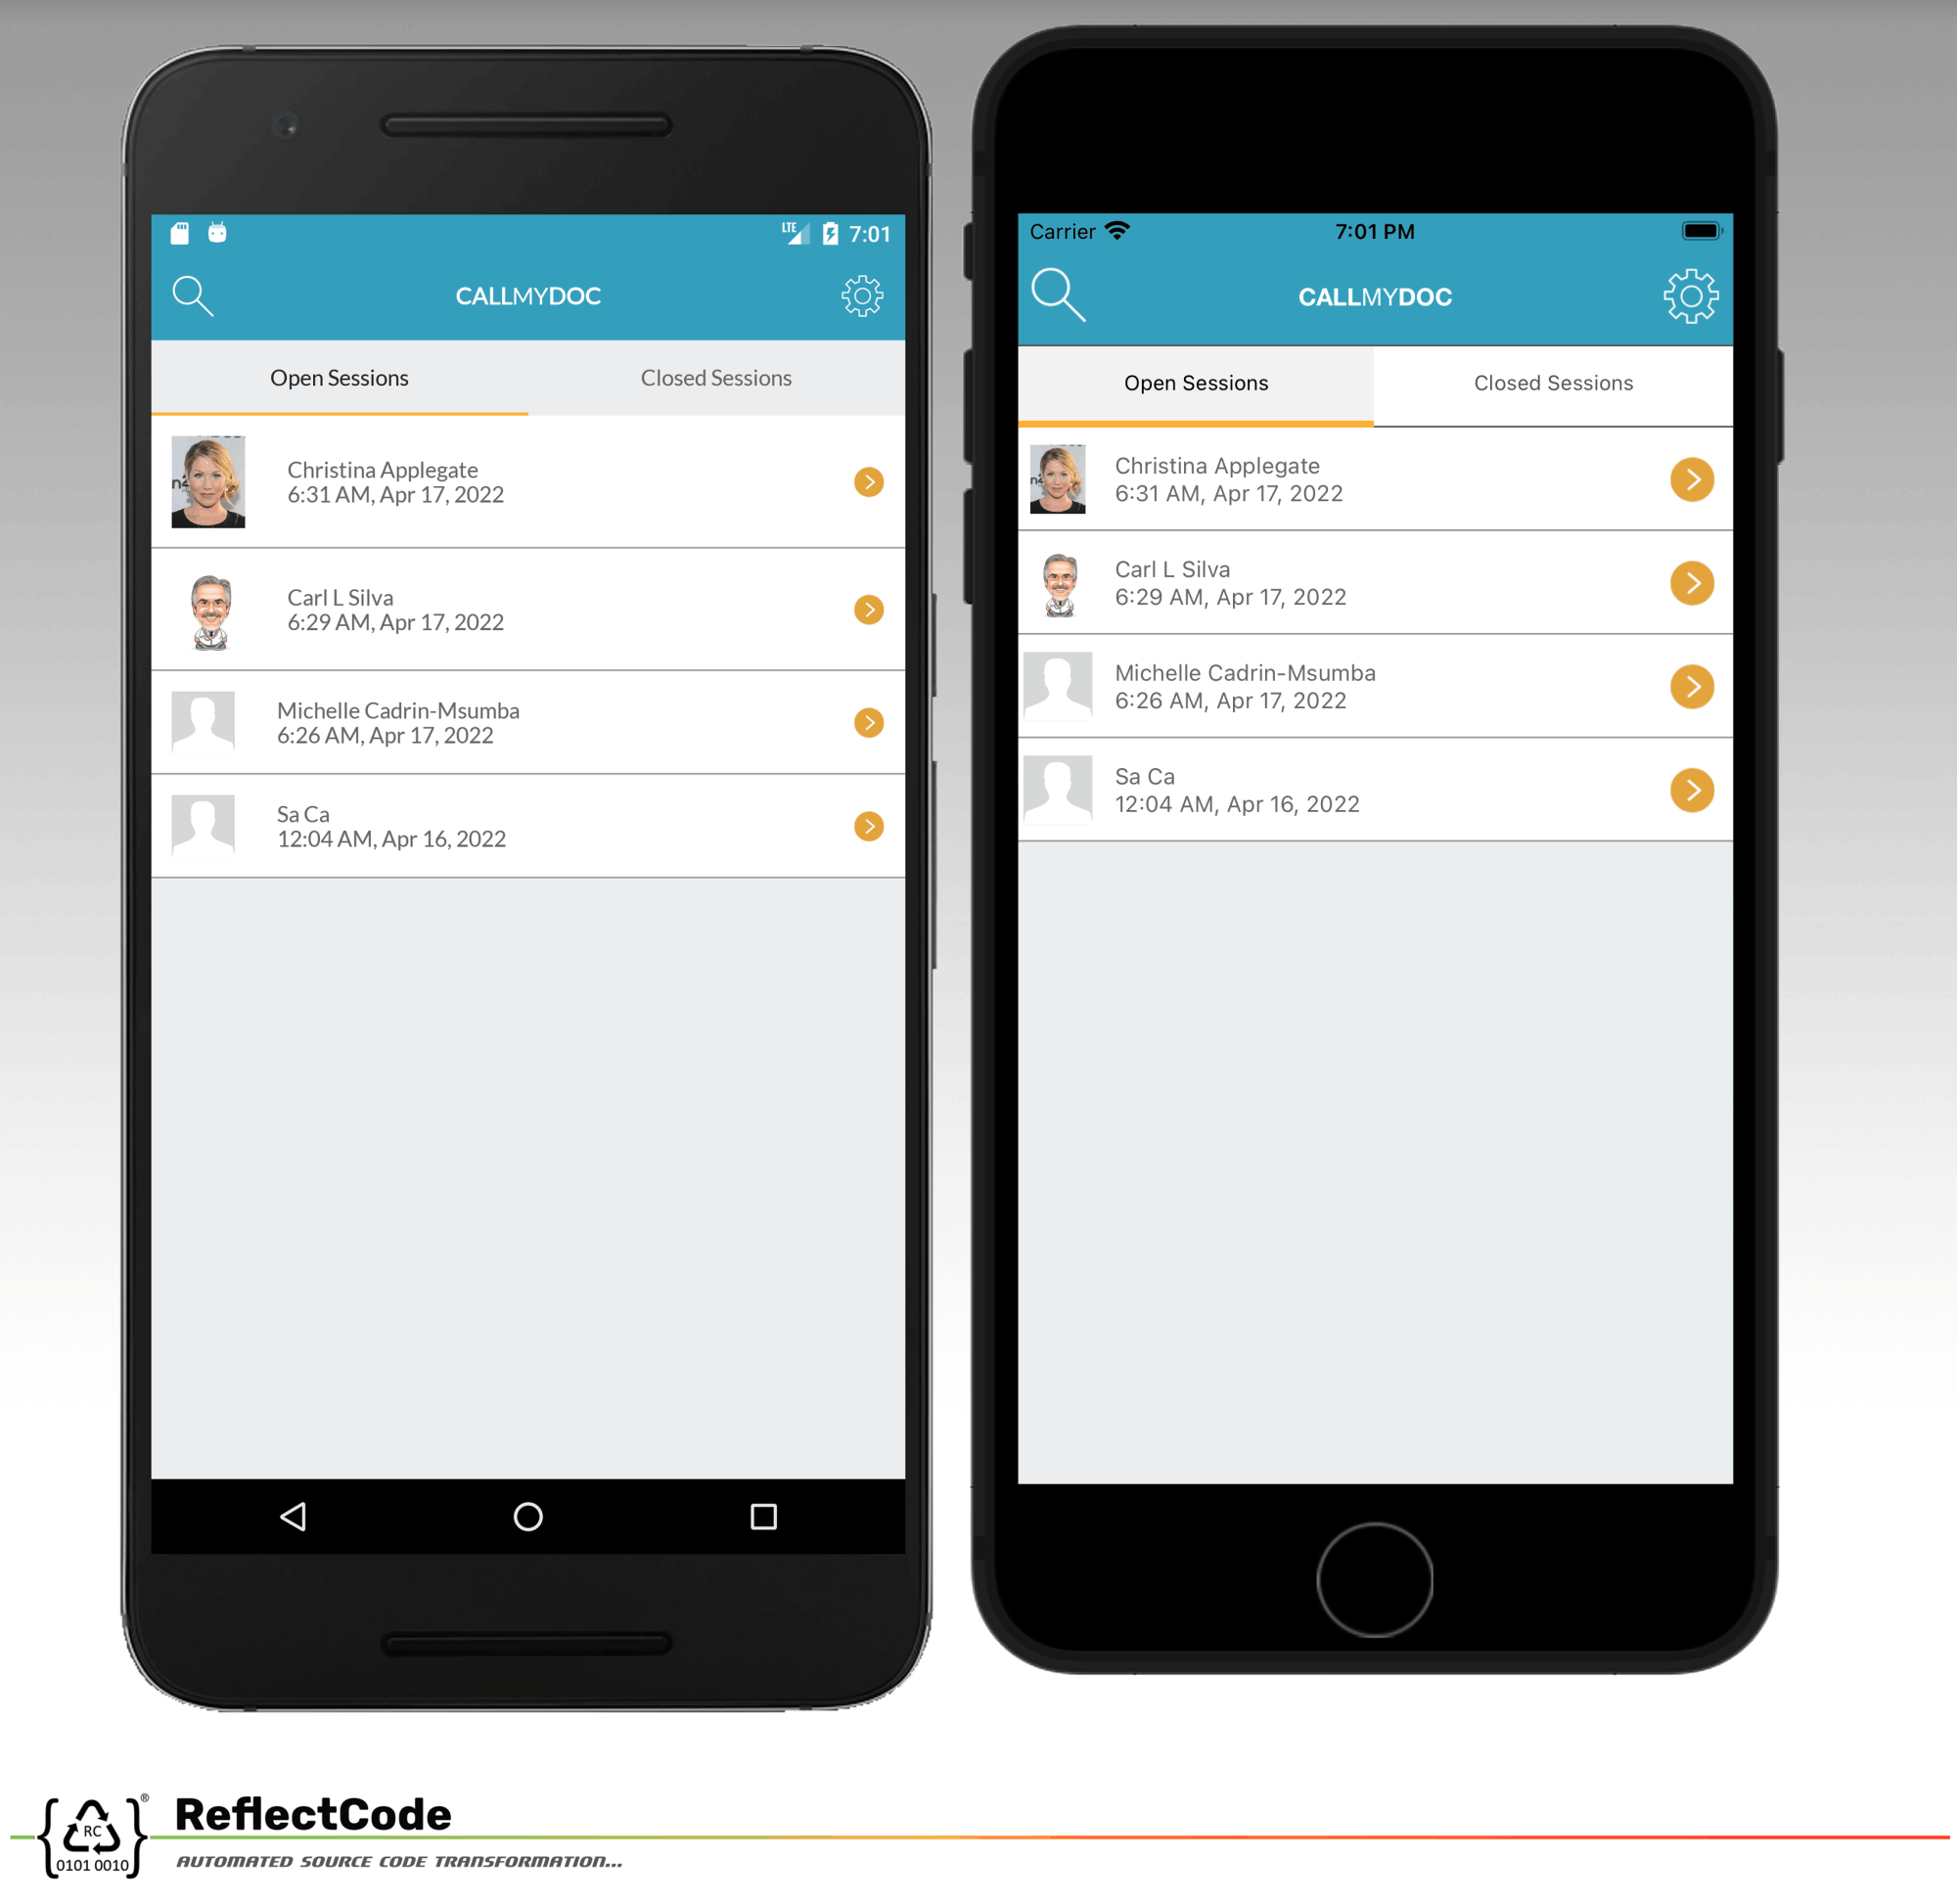 LTE 7:01
CALLMYDOC
Open Sessions Closed Sessions
Christina Applegate
6:31 AM, Apr 17, 2022
Carl L Silva
6:29 AM, Apr 17, 2022
Michelle Cadrin-Msumba
6:26 AM, Apr 17, 2022
Sa Ca
12:04 AM, Apr 16, 2022
Carrier 7:01 PM
CALLMYDOC
Open Sessions Closed Sessions
Christina Applegate
6:31 AM, Apr 17, 2022
Carl L Silva
6:29 AM, Apr 17, 2022
Michelle Cadrin-Msumba
6:26 AM, Apr 17, 2022
Sa Ca
12:04 AM, Apr 16, 2022
RC
0101 0010
®
ReflectCode
AUTOMATED SOURCE CODE TRANSFORMATION...